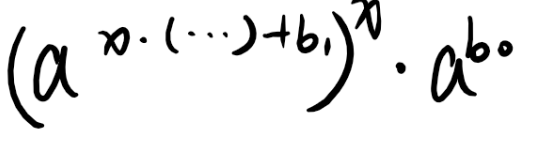 (a^{x·(···)+b₁})^x · a^{b₀}